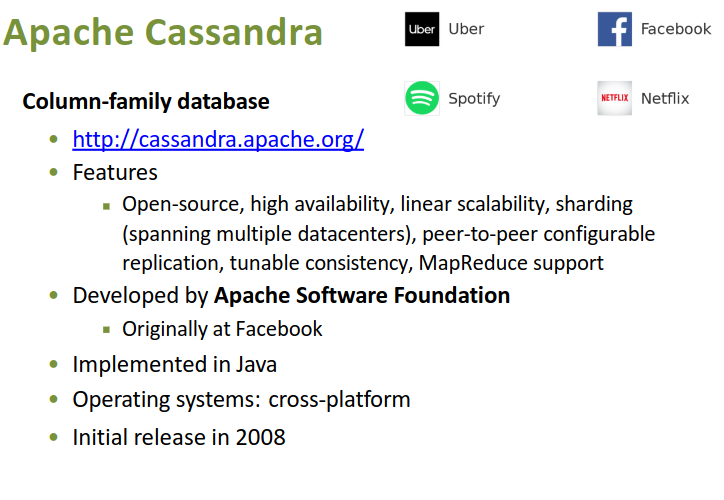 Apache Cassandra
Uber Uber
Facebook
Spotify
NETFLIX Netflix
Column-family database
http://cassandra.apache.org/
Features
Open-source, high availability, linear scalability, sharding
(spanning multiple datacenters), peer-to-peer configurable
replication, tunable consistency, MapReduce support
Developed by Apache Software Foundation
Originally at Facebook
Implemented in Java
Operating systems: cross-platform
Initial release in 2008